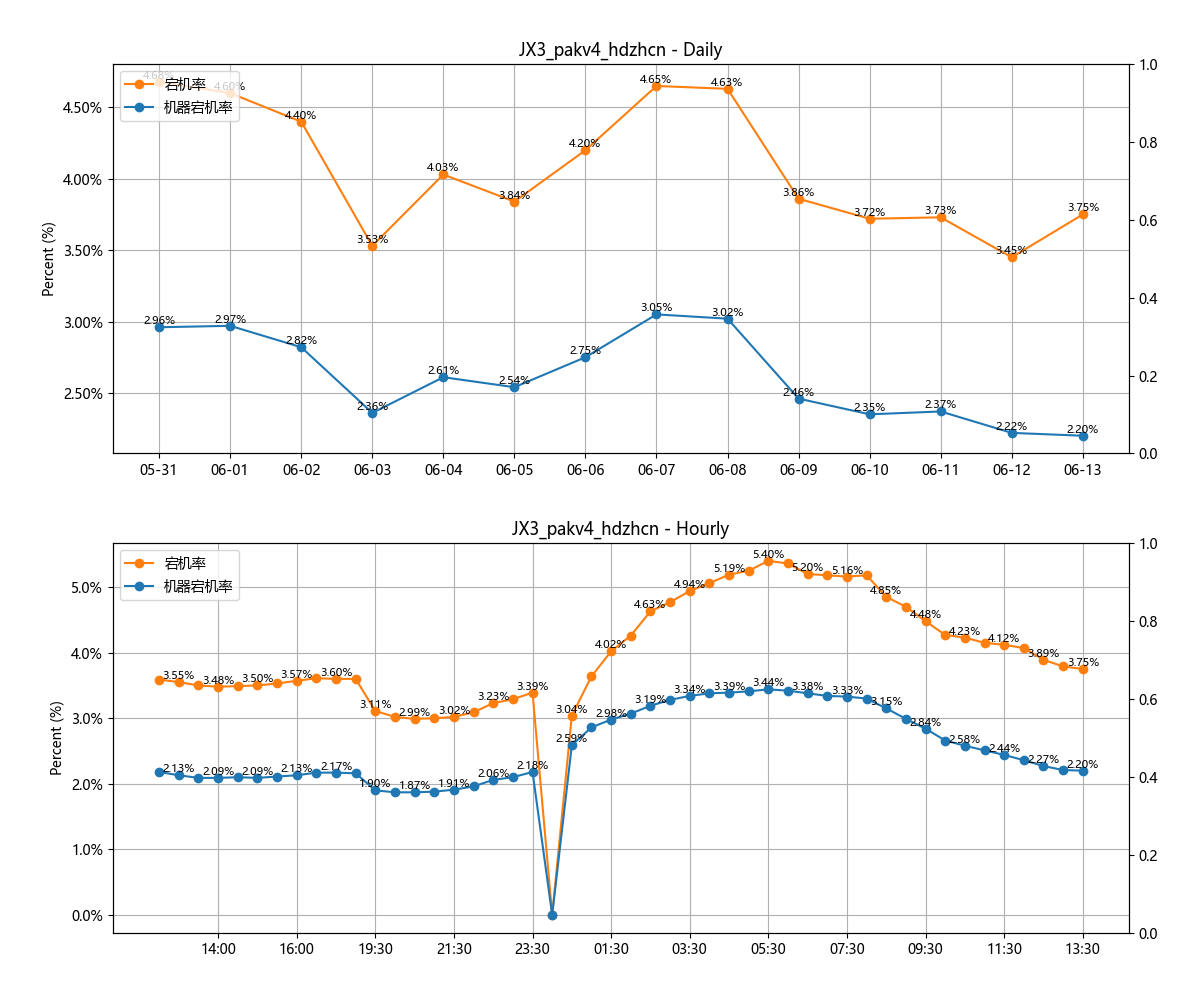 JX3_pakv4_hdzhcn - Daily
宕机率
机器宕机率
Percent (%)
4.50%
4.00%
3.50%
3.00%
2.50%
1.0
0.8
0.6
0.4
0.2
0.0
4.68% 4.60% 4.40% 3.53% 4.03% 3.84% 4.20% 4.65% 4.63% 3.86% 3.72% 3.73% 3.45% 3.75%
2.96% 2.97% 2.82% 2.36% 2.61% 2.54% 2.75% 3.05% 3.02% 2.46% 2.35% 2.37% 2.22% 2.20%
05-31 06-01 06-02 06-03 06-04 06-05 06-06 06-07 06-08 06-09 06-10 06-11 06-12 06-13
JX3_pakv4_hdzhcn - Hourly
宕机率
机器宕机率
Percent (%)
5.0%
4.0%
3.0%
2.0%
1.0%
0.0%
1.0
0.8
0.6
0.4
0.2
0.0
3.55% 3.48% 3.50% 3.57% 3.60% 3.11% 2.99% 3.02% 3.23% 3.39% 3.04% 4.02% 4.63% 4.94% 5.19% 5.40% 5.20% 5.16% 4.85% 4.48% 4.23% 4.12% 3.89% 3.75%
2.13% 2.09% 2.09% 2.13% 2.17% 1.90% 1.87% 1.91% 2.06% 2.18% 2.59% 2.98% 3.19% 3.34% 3.39% 3.44% 3.38% 3.33% 3.15% 2.84% 2.58% 2.44% 2.27% 2.20%
14:00 16:00 19:30 21:30 23:30 01:30 03:30 05:30 07:30 09:30 11:30 13:30